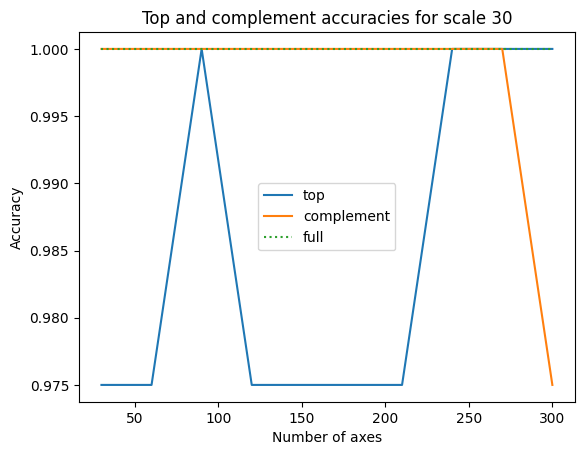 Top and complement accuracies for scale 30
Accuracy
1.000
0.995
0.990
0.985
0.980
0.975
top
complement
full
50
100
150
200
250
300
Number of axes